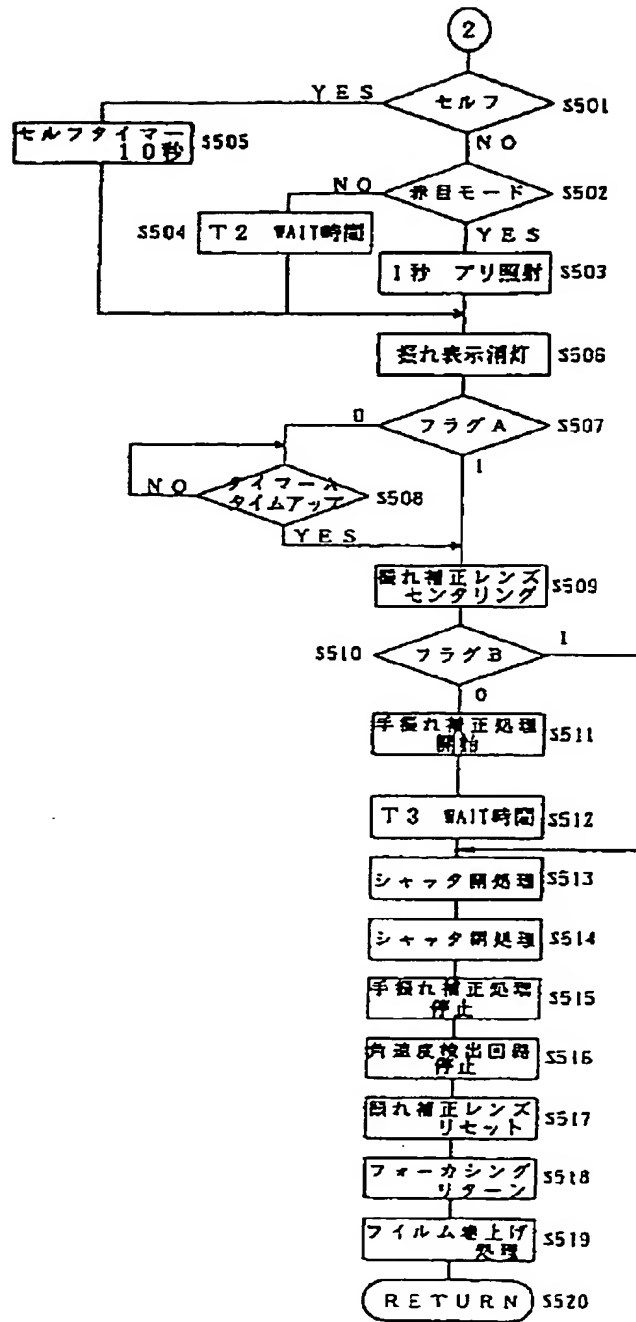 2
YES
セルフ
S501
セルフタイマー
10秒
S505
NO
NO
赤目モード
S502
S504
T2 WAIT時間
YES
1秒 プリ照射
S503
振れ表示消灯
S506
0
フラグA
S507
1
NO
タイマーA
タイムアップ
S508
YES
振れ補正レンズ
センタリング
S509
S510
フラグB
1
0
手振れ補正処理
開始
S511
T3 WAIT時間
S512
シャッタ開処理
S513
シャッタ閉処理
S514
手振れ補正処理
停止
S515
角速度検出回路
停止
S516
振れ補正レンズ
リセット
S517
フォーカシング
リターン
S518
フイルム巻上げ
処理
S519
RETURN
S520